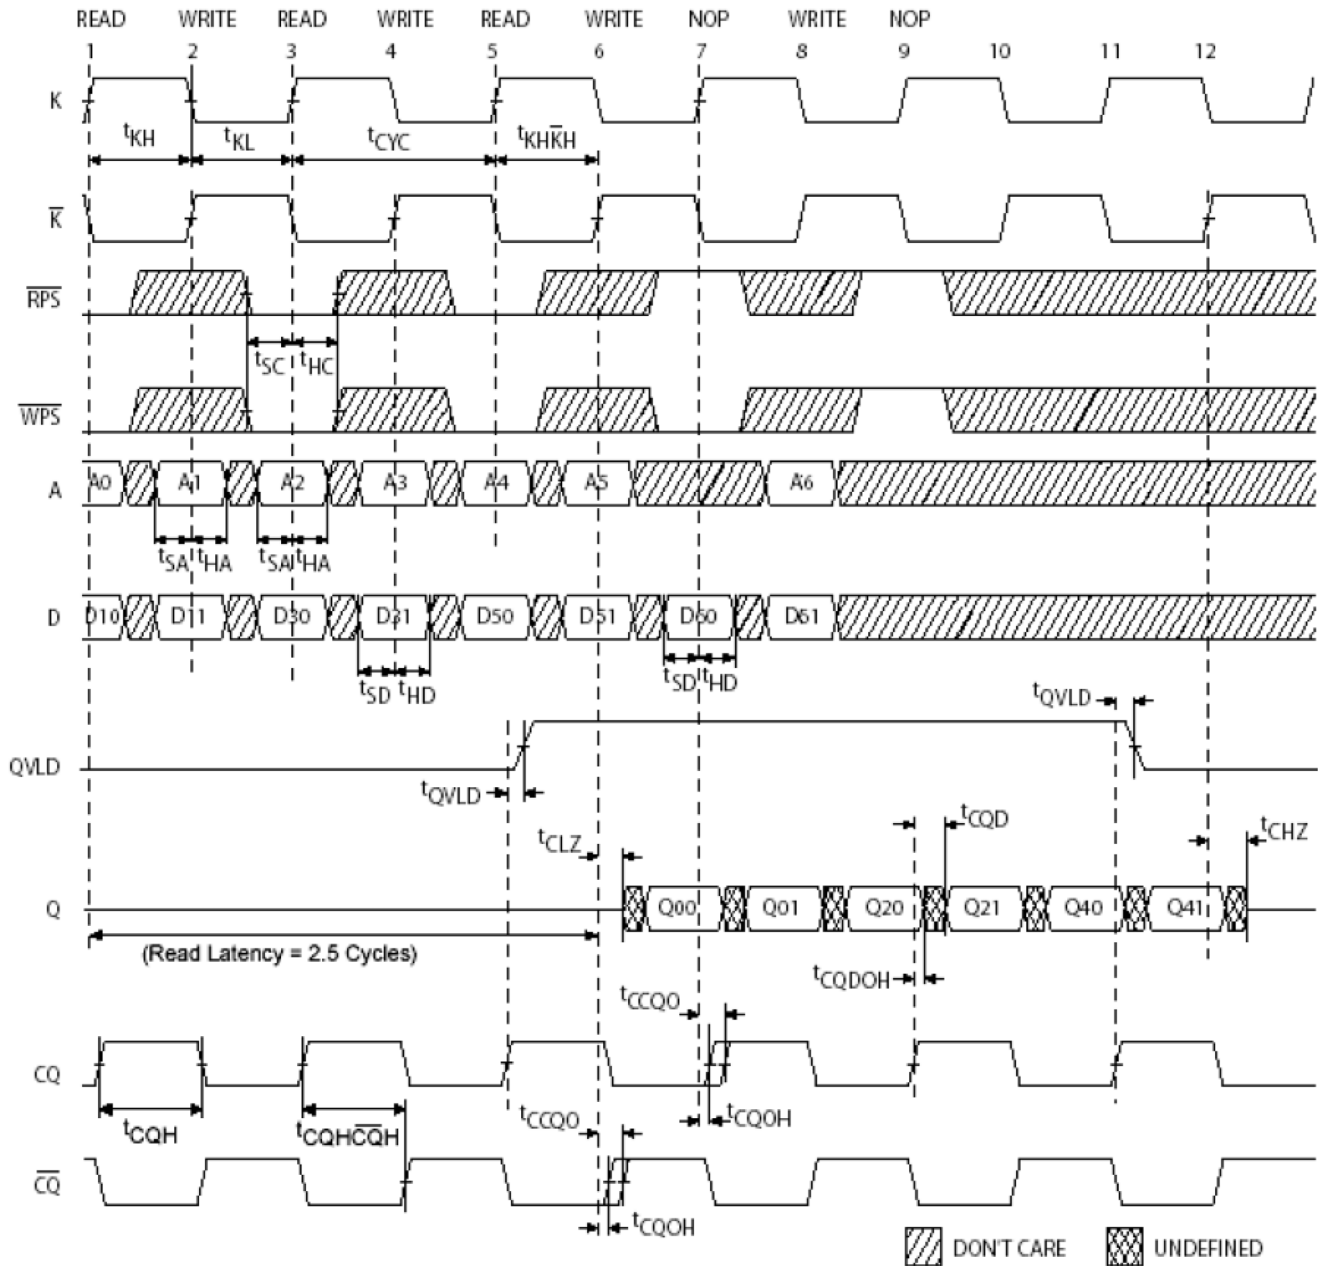 READ WRITE READ WRITE READ WRITE NOP WRITE NOP
1 2 3 4 5 6 7 8 9 10 11 12
K
tKH tKL tCYC tKHK̅H
K̅
R̅P̅S̅
tSC tHC
W̅P̅S̅
A A0 A1 A2 A3 A4 A5 A6
tSA tHA tSA tHA
D D10 D11 D30 D31 D50 D51 D60 D61
tSD tHD tSD tHD
tQVLD
QVLD
tQVLD
tCQD
tCLZ tCHZ
Q Q00 Q01 Q20 Q21 Q40 Q41
(Read Latency = 2.5 Cycles)
tCQDOH
tCCQO
CQ
tCQH tCQHC̅Q̅H tCCQO tCQOH
C̅Q̅
tCQOH
DON'T CARE UNDEFINED